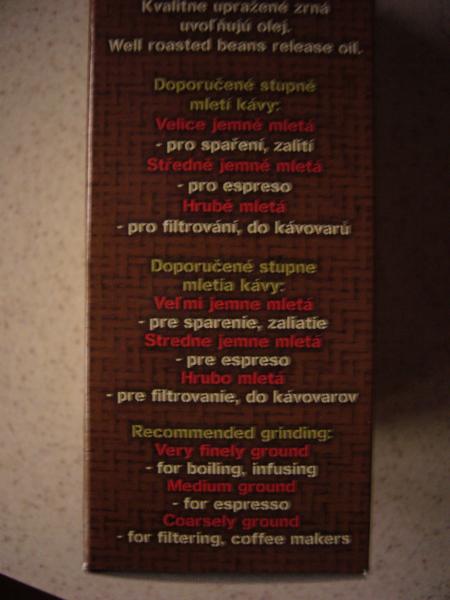 Kvalitne upražené zrná
uvoľňujú olej.
Well roasted beans release oil.
Doporučené stupně
mletí kávy:
Velice jemně mletá
- pro spaření, zalití
Středně jemně mletá
- pro espreso
Hrubě mletá
- pro filtrování, do kávovarů
Doporučené stupne
mletia kávy:
Veľmi jemne mletá
- pre sparenie, zaliatie
Stredne jemne mletá
- pre espreso
Hrubo mletá
- pre filtrovanie, do kávovarov
Recommended grinding:
Very finely ground
- for boiling, infusing
Medium ground
- for espresso
Coarsely ground
- for filtering, coffee makers